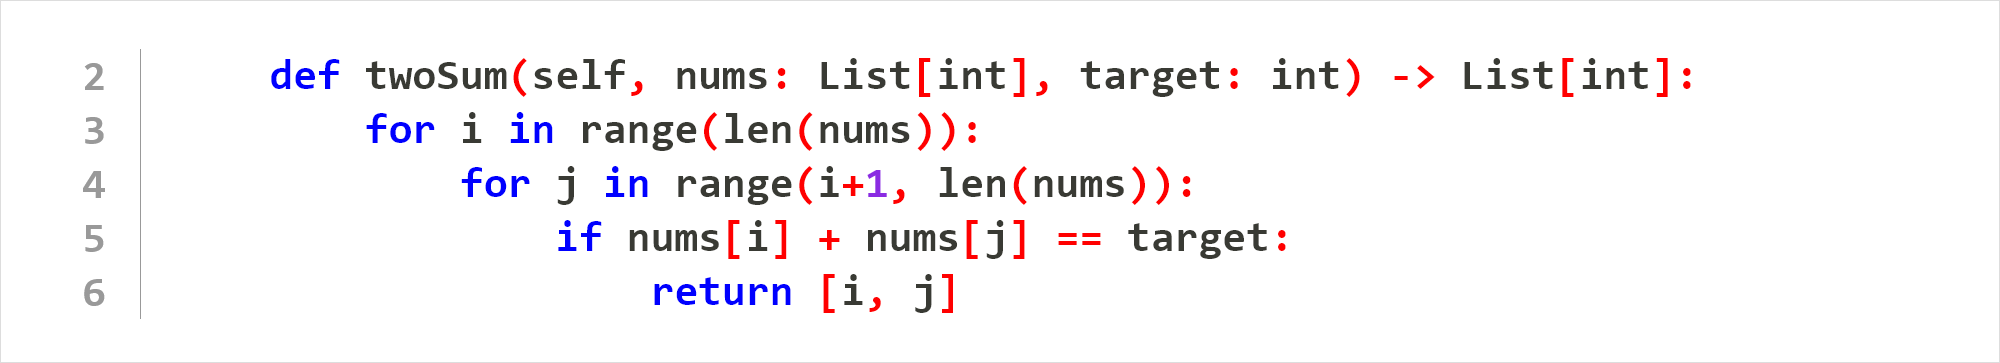 2 def twoSum(self, nums: List[int], target: int) -> List[int]:
3 for i in range(len(nums)):
4 for j in range(i+1, len(nums)):
5 if nums[i] + nums[j] == target:
6 return [i, j]